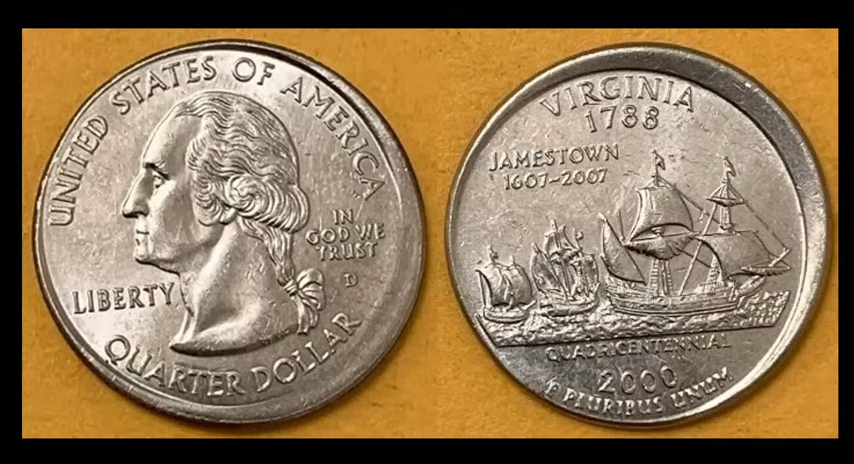 UNITED STATES OF AMERICA
LIBERTY
IN
GOD WE
TRUST
D
QUARTER DOLLAR
VIRGINIA
1788
JAMESTOWN
1607-2007
QUADRICENTENNIAL
2000
E PLURIBUS UNUM